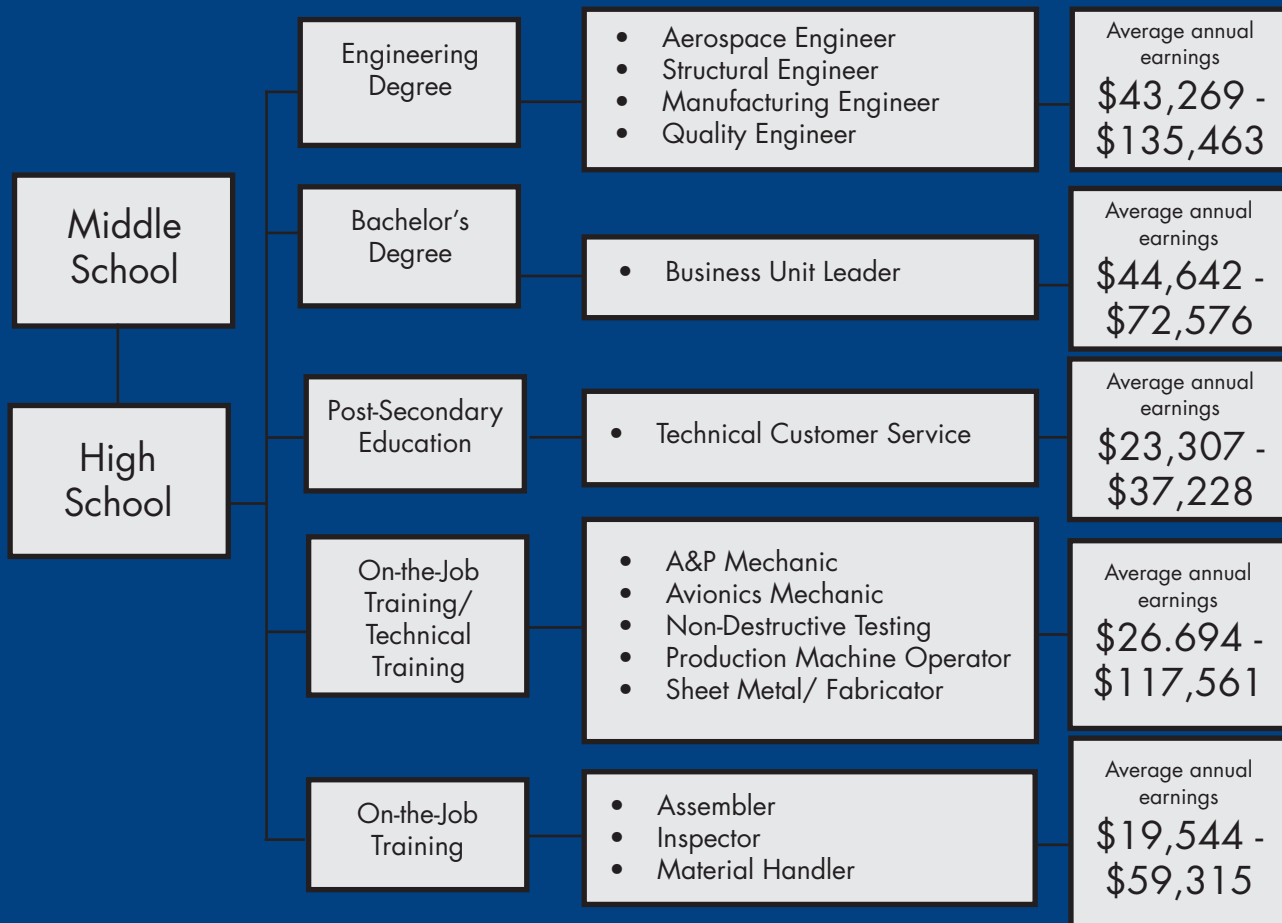 Middle
School
High
School
Engineering
Degree
• Aerospace Engineer
• Structural Engineer
• Manufacturing Engineer
• Quality Engineer
Average annual
earnings
$43,269 -
$135,463
Bachelor's
Degree
• Business Unit Leader
Average annual
earnings
$44,642 -
$72,576
Post-Secondary
Education
• Technical Customer Service
Average annual
earnings
$23,307 -
$37,228
On-the-Job
Training/
Technical
Training
• A&P Mechanic
• Avionics Mechanic
• Non-Destructive Testing
• Production Machine Operator
• Sheet Metal/ Fabricator
Average annual
earnings
$26.694 -
$117,561
On-the-Job
Training
• Assembler
• Inspector
• Material Handler
Average annual
earnings
$19,544 -
$59,315